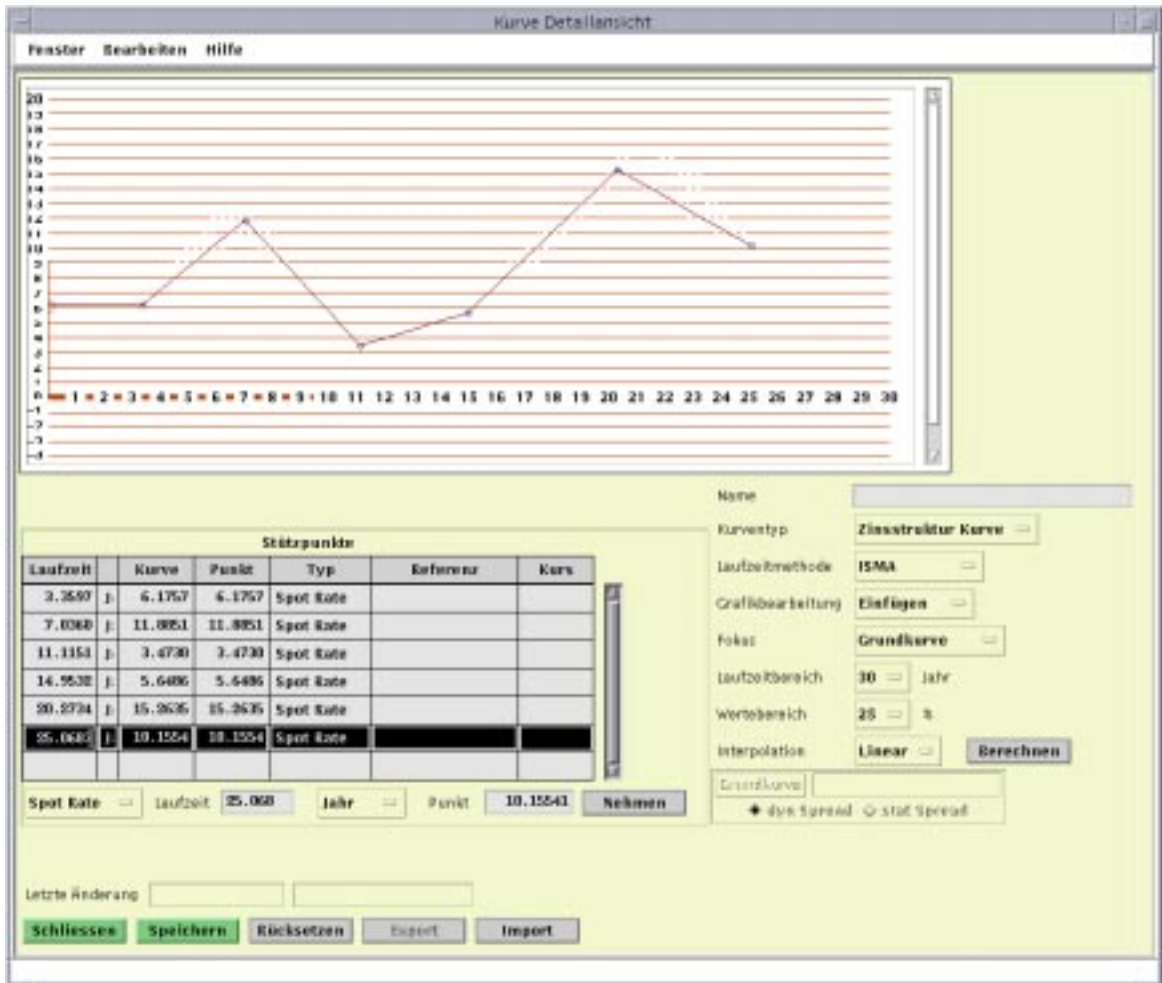 Kurve Detailansicht
Fenster Bearbeiten Hilfe
20
19
18
17
16
15
14
13
12
11
10
9
8
7
6
5
4
3
2
1
0 1 2 3 4 5 6 7 8 9 10 11 12 13 14 15 16 17 18 19 20 21 22 23 24 25 26 27 28 29 30
-1
-2
-3
-4
Name
Kurventyp Zinsstruktur Kurve
Laufzeitmethode ISMA
Grafikbearbeitung Einfügen
Fokus Grundkurve
Laufzeitbereich 30 Jahr
Wertebereich 25 %
Interpolation Linear Berechnen
Grundkurve
dyn Spread stat Spread
Stützpunkte
Laufzeit Kurve Punkt Typ Referenz Kurs
3.3597 J 6.1757 6.1757 Spot Rate
7.0360 J 11.8851 11.8851 Spot Rate
11.1151 J 3.4730 3.4730 Spot Rate
14.9532 J 5.6486 5.6486 Spot Rate
20.2734 J 15.2635 15.2635 Spot Rate
J 10.1554 10.1554 Spot Rate
Spot Rate Laufzeit 25.068 Jahr Punkt 10.15541 Nehmen
Letzte Änderung
Schliessen Speichern Rücksetzen Export Import